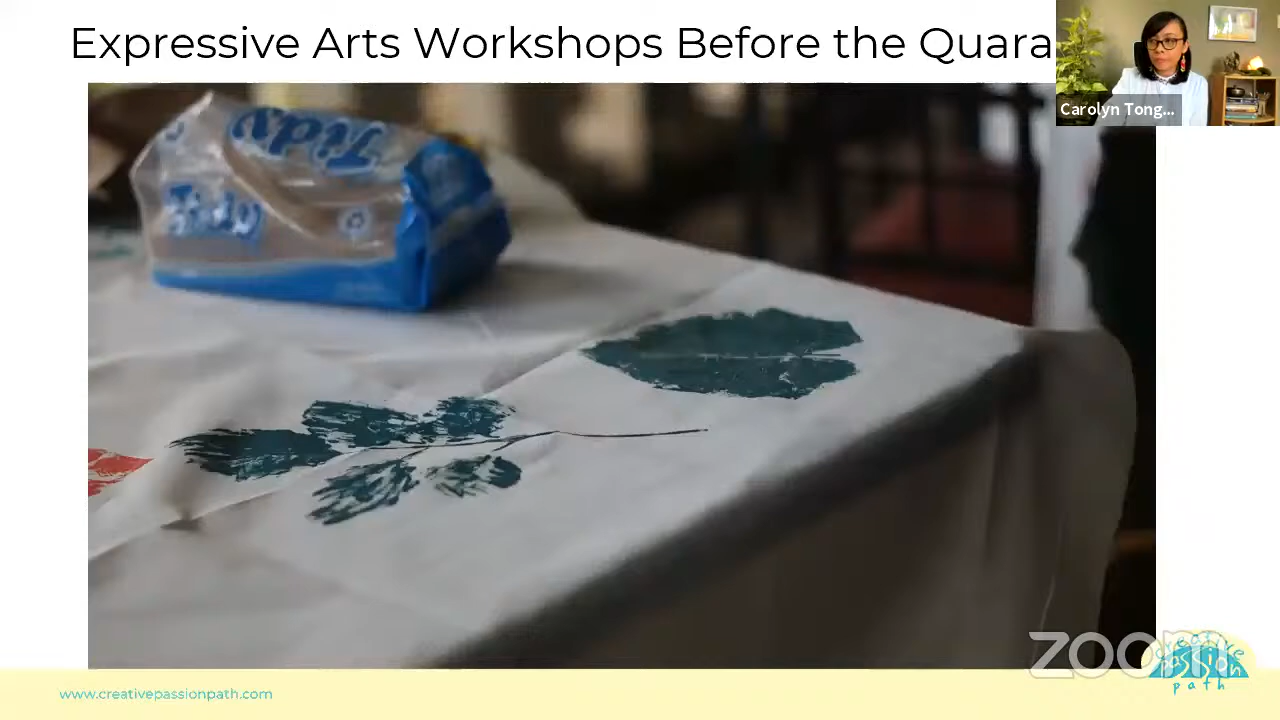 Expressive Arts Workshops Before the Quara
Carolyn Tong...
Tidy
Tidy
zoom
creative
passion
path
www.creativepassionpath.com